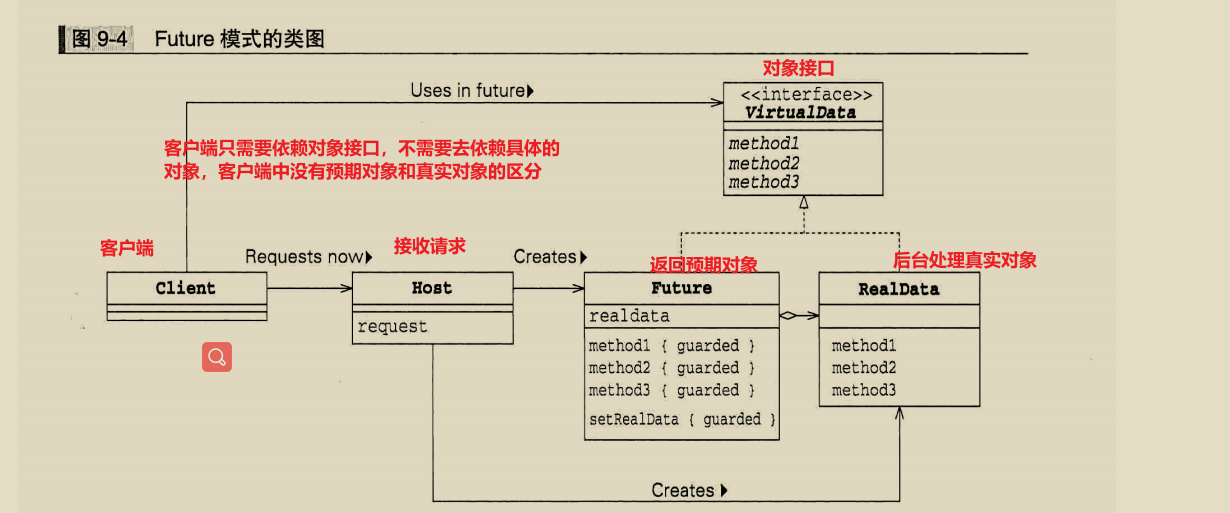 图 9-4 Future 模式的类图
对象接口
Uses in future
<<interface>>
VirtualData
method1
method2
method3
客户端只需要依赖对象接口，不需要去依赖具体的
对象，客户端中没有预期对象和真实对象的区分
客户端
Requests now
接收请求
Creates
返回预期对象
后台处理真实对象
Client
Host
request
Future
realdata
method1 { guarded }
method2 { guarded }
method3 { guarded }
setRealData { guarded }
RealData
method1
method2
method3
Creates